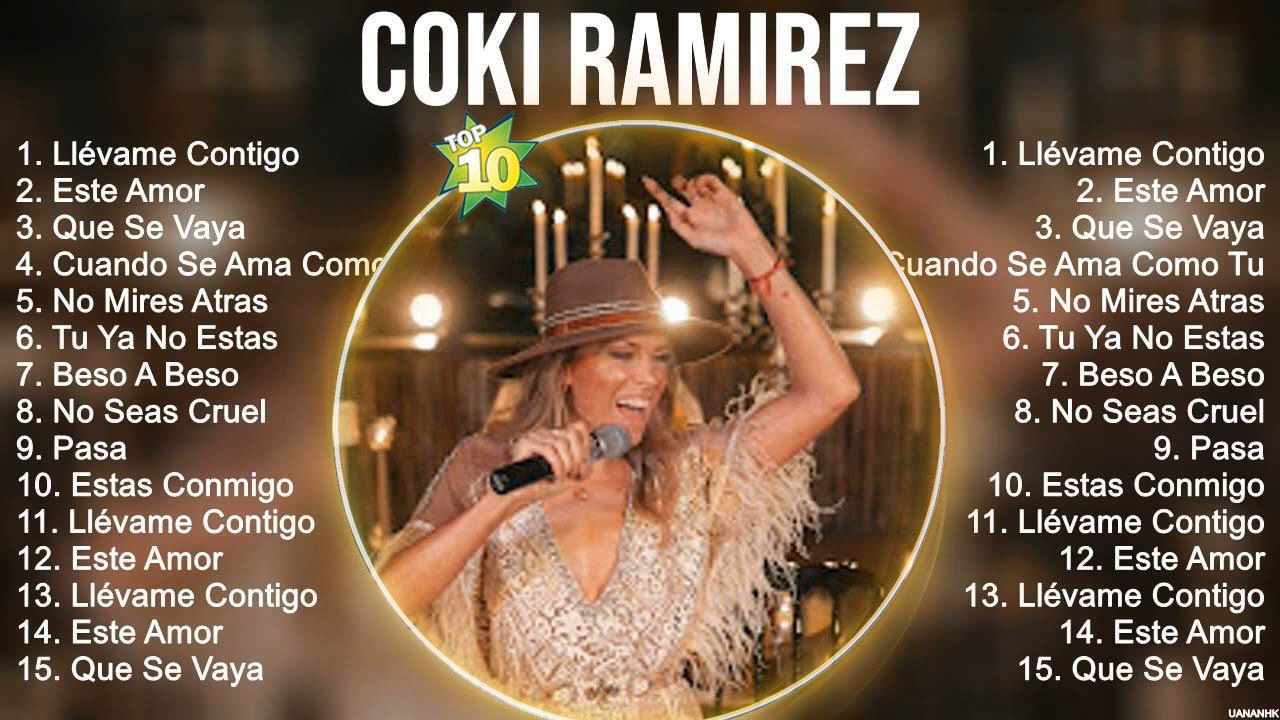 COKI RAMIREZ
TOP
10
1. Llévame Contigo
2. Este Amor
3. Que Se Vaya
4. Cuando Se Ama Como
5. No Mires Atras
6. Tu Ya No Estas
7. Beso A Beso
8. No Seas Cruel
9. Pasa
10. Estas Conmigo
11. Llévame Contigo
12. Este Amor
13. Llévame Contigo
14. Este Amor
15. Que Se Vaya
1. Llévame Contigo
2. Este Amor
3. Que Se Vaya
Cuando Se Ama Como Tu
5. No Mires Atras
6. Tu Ya No Estas
7. Beso A Beso
8. No Seas Cruel
9. Pasa
10. Estas Conmigo
11. Llévame Contigo
12. Este Amor
13. Llévame Contigo
14. Este Amor
15. Que Se Vaya
UANANHK